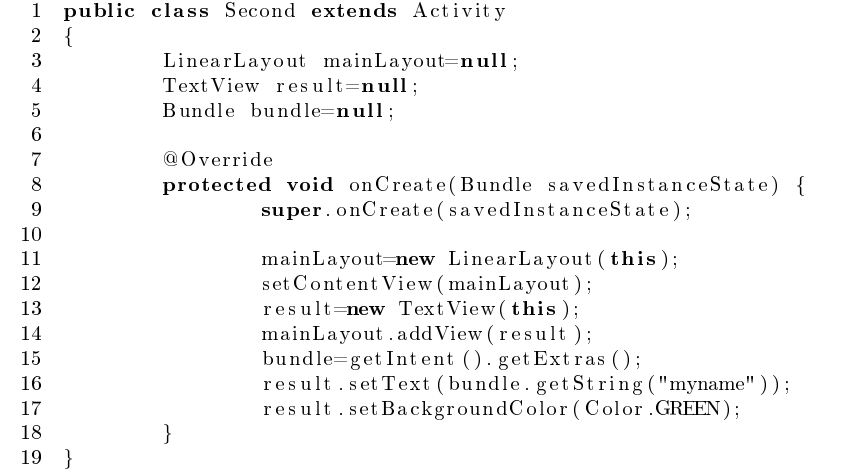 1 public class Second extends Activity
2 {
3 LinearLayout mainLayout=null;
4 TextView result=null;
5 Bundle bundle=null;
6
7 @Override
8 protected void onCreate(Bundle savedInstanceState) {
9 super.onCreate(savedInstanceState);
10
11 mainLayout=new LinearLayout(this);
12 setContentView(mainLayout);
13 result=new TextView(this);
14 mainLayout.addView(result);
15 bundle=getIntent().getExtras();
16 result.setText(bundle.getString("myname"));
17 result.setBackgroundColor(Color.GREEN);
18 }
19 }